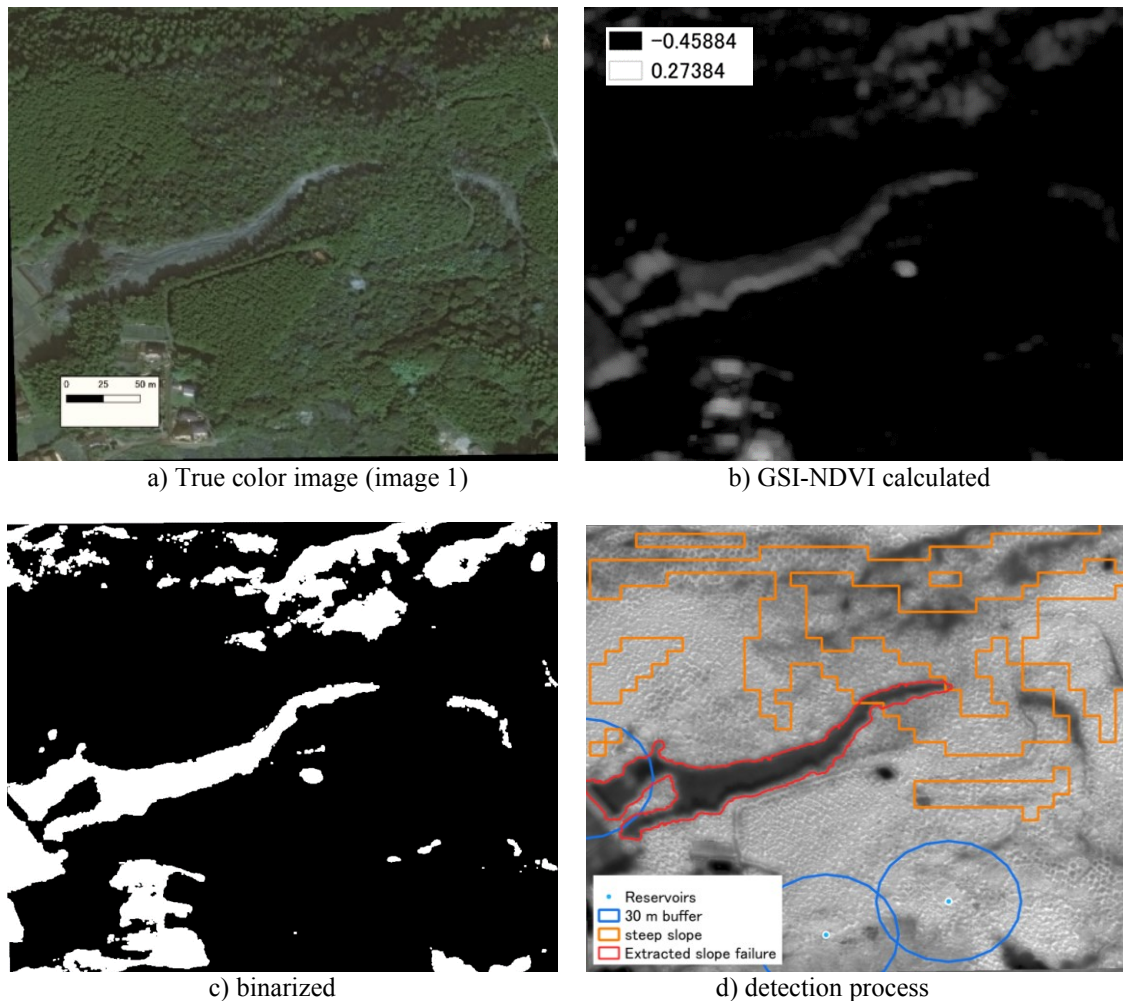 -0.45884
0.27384
0 25 50 m
a) True color image (image 1)
b) GSI-NDVI calculated
Reservoirs
30 m buffer
steep slope
Extracted slope failure
c) binarized
d) detection process